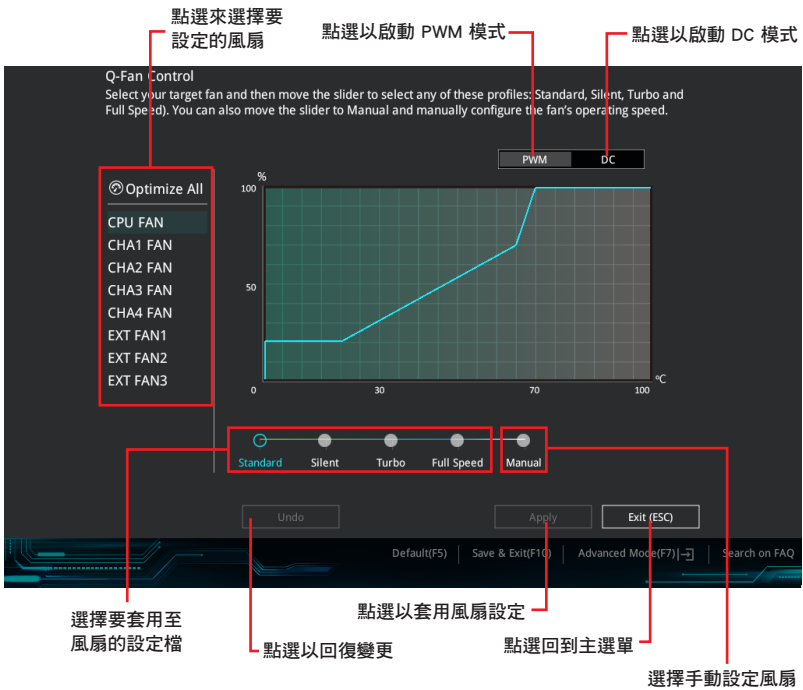 點選來選擇要
設定的風扇
點選以啟動 PWM 模式
點選以啟動 DC 模式
Q-Fan Control
Select your target fan and then move the slider to select any of these profiles: Standard, Silent, Turbo and
Full Speed). You can also move the slider to Manual and manually configure the fan's operating speed.
PWM
DC
Optimize All
CPU FAN
CHA1 FAN
CHA2 FAN
CHA3 FAN
CHA4 FAN
EXT FAN1
EXT FAN2
EXT FAN3
%
100
50
0
30
70
100
ºC
Standard
Silent
Turbo
Full Speed
Manual
Undo
Apply
Exit (ESC)
Default(F5)
Save & Exit(F10)
Advanced Mode(F7)
Search on FAQ
選擇要套用至
風扇的設定檔
點選以回復變更
點選以套用風扇設定
點選回到主選單
選擇手動設定風扇